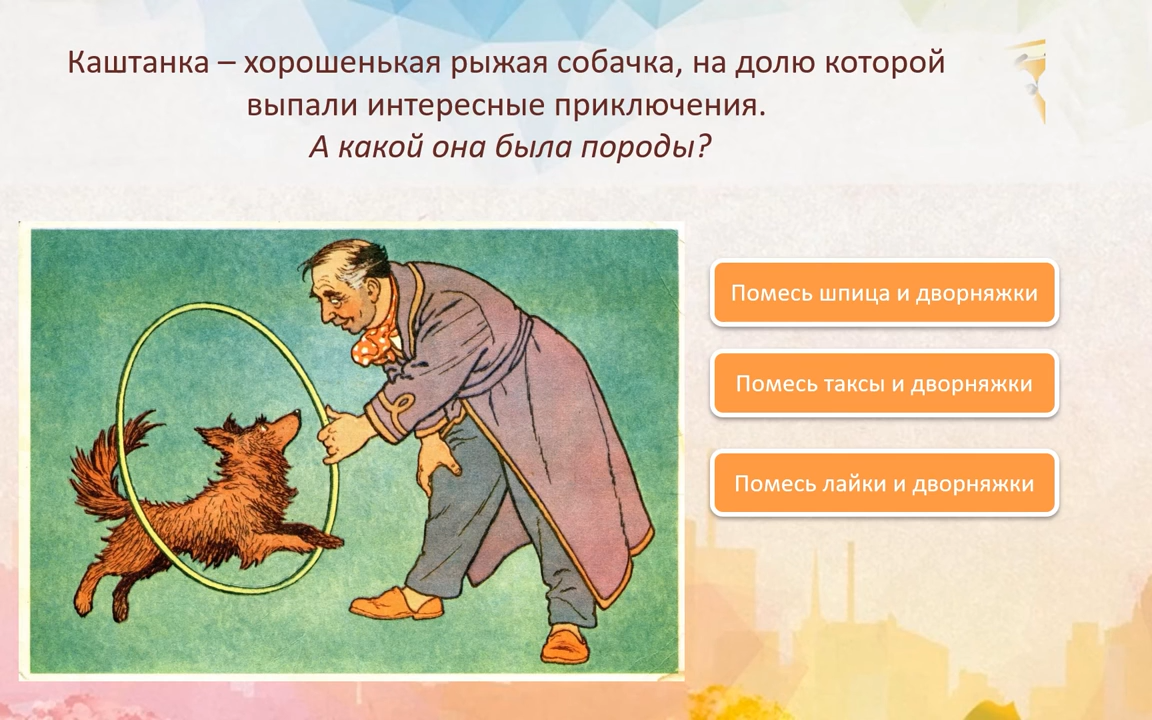 Каштанка – хорошенькая рыжая собачка, на долю которой
выпали интересные приключения.
А какой она была породы?
Помесь шпица и дворняжки
Помесь таксы и дворняжки
Помесь лайки и дворняжки